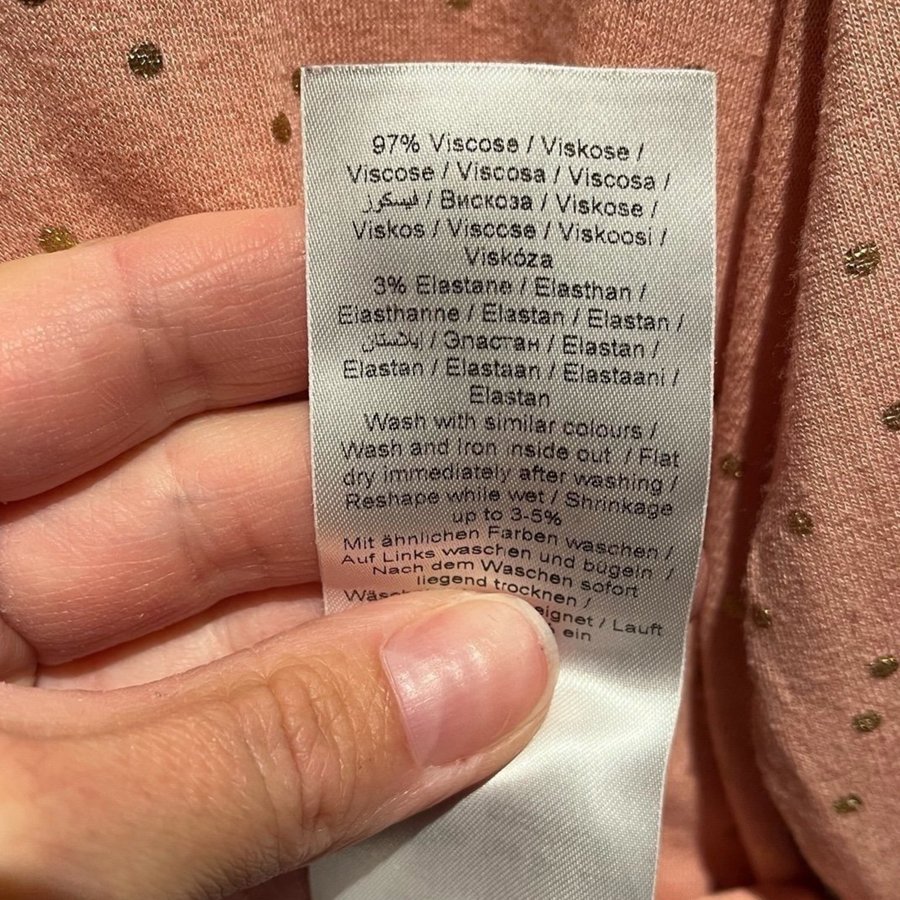 97% Viscose / Viskose /
Viscose / Viscosa / Viscosa /
فيسكوز / Вискоза / Viskose /
Viskos / Viscose / Viskoosi /
Viskóza
3% Elastane / Elasthan /
Elasthanne / Elastan / Elastan /
إيلاستان / Эластан / Elastan /
Elastan / Elastaan / Elastaani /
Elastan
Wash with similar colours /
Wash and Iron inside out / Flat
dry immediately after washing /
Reshape while wet / Shrinkage
up to 3-5%
Mit ähnlichen Farben waschen /
Auf Links waschen und bügeln /
Nach dem Waschen sofort
liegend trocknen /
/ Lauft
ein